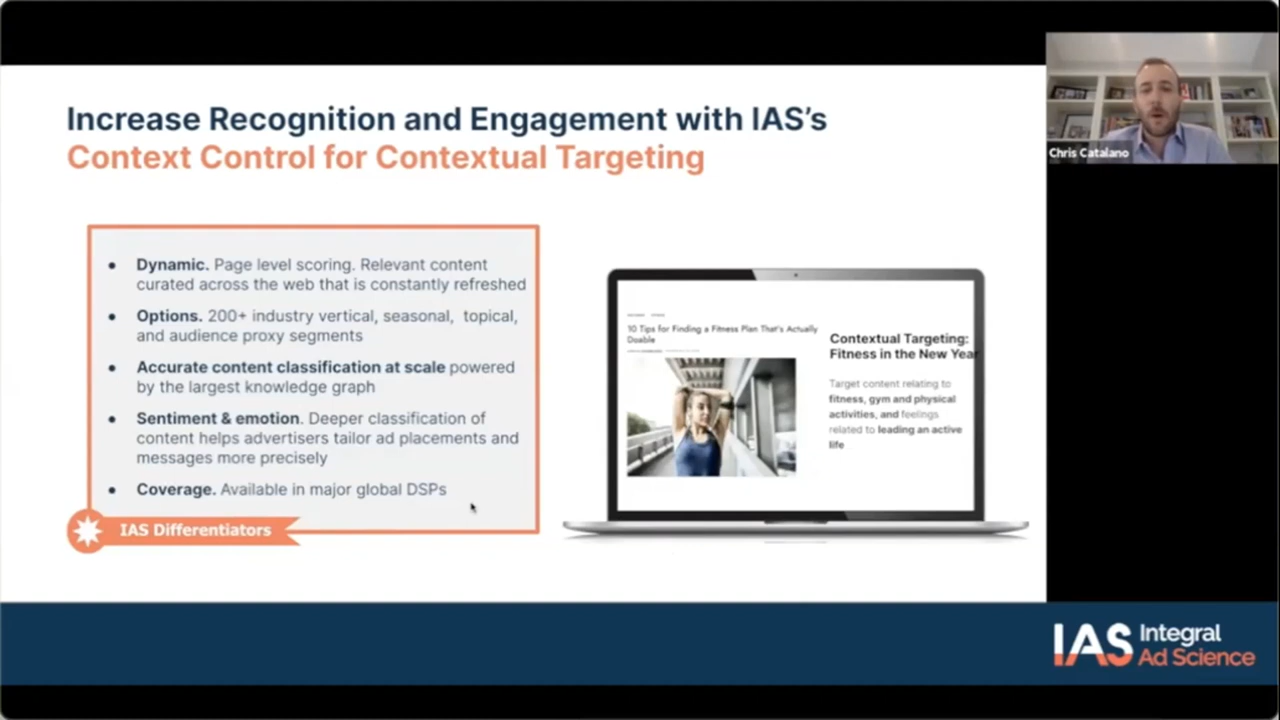 Increase Recognition and Engagement with IAS's
Context Control for Contextual Targeting
Chris Catalano
• Dynamic. Page level scoring. Relevant content
curated across the web that is constantly refreshed
• Options. 200+ industry vertical, seasonal, topical,
and audience proxy segments
• Accurate content classification at scale powered
by the largest knowledge graph
• Sentiment & emotion. Deeper classification of
content helps advertisers tailor ad placements and
messages more precisely
• Coverage. Available in major global DSPs
IAS Differentiators
10 Tips for Finding a Fitness Plan That's Actually
Doable
Contextual Targeting:
Fitness in the New Year
Target content relating to
fitness, gym and physical
activities, and feelings
related to leading an active
life
IAS Integral
Ad Science